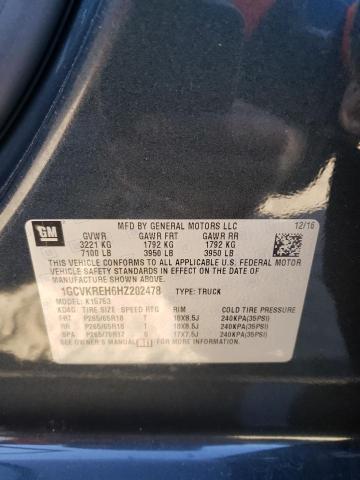 MFD BY GENERAL MOTORS LLC 12/16
GM
GVWR GAWR FRT GAWR RR
3221 KG 1792 KG 1792 KG
7100 LB 3950 LB 3950 LB
THIS VEHICLE CONFORMS TO ALL APPLICABLE U.S. FEDERAL MOTOR
VEHICLE SAFETY STANDARDS IN EFFECT ON THE DATE OF
MANUFACTURE SHOWN ABOVE.
1GCVKREH6HZ202478 TYPE: TRUCK
K15753
TIRE SIZE SPEED RTG RIM COLD TIRE PRESSURE
FRT P265/65R18 T 18X8.5J 240KPA(35PSI)
RR P265/65R18 T 18X8.5J 240KPA(35PSI)
SPA 17X7.5J 240KPA(35PSI)
SEE OWNER'S MANUAL FOR MORE INFORMATION.